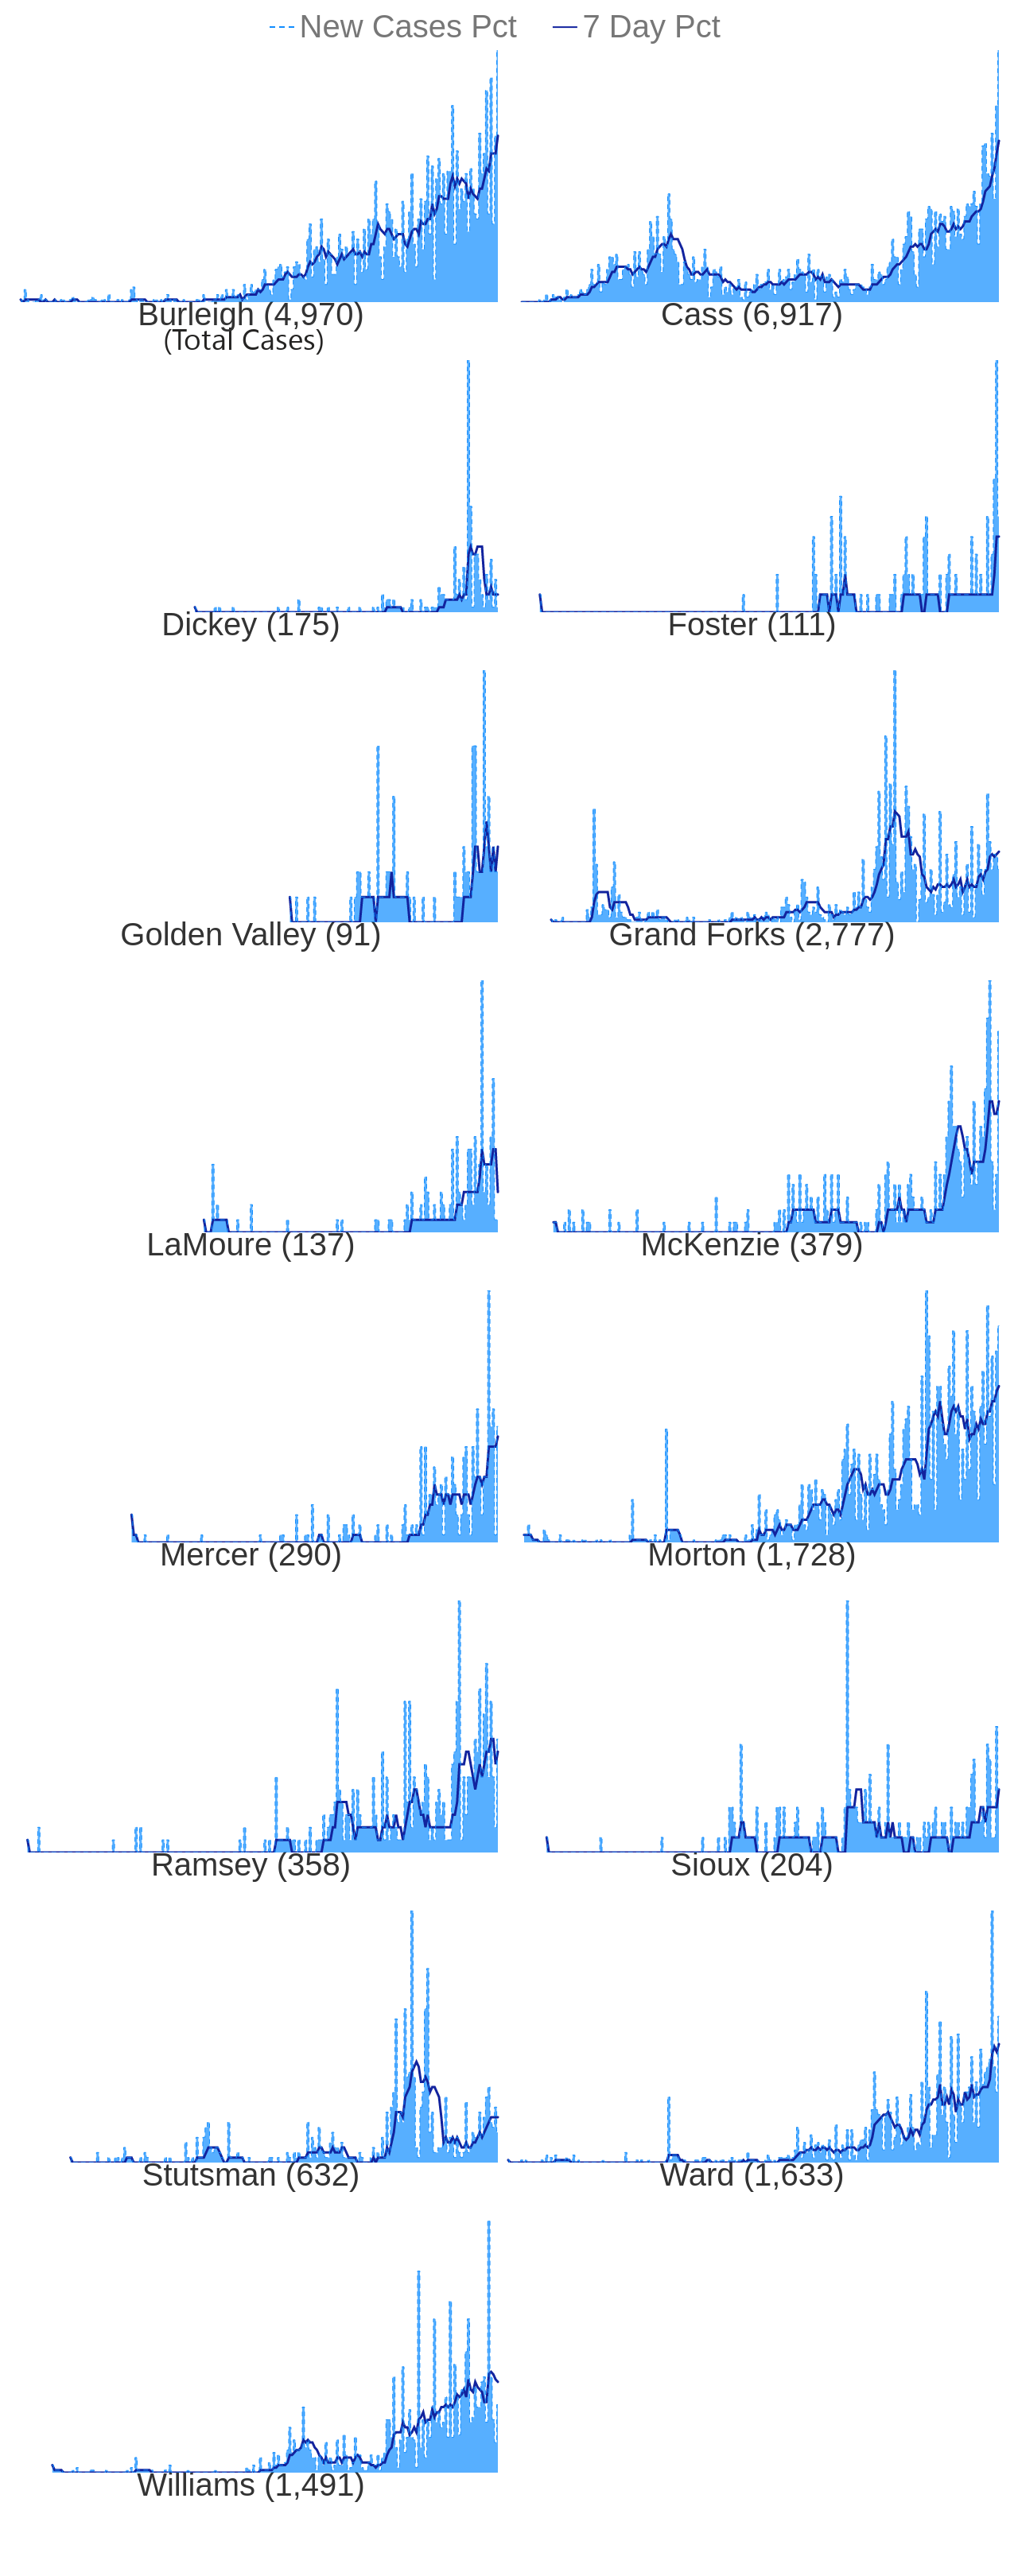 New Cases Pct 7 Day Pct
Burleigh (4,970) Cass (6,917)
(Total Cases)
Dickey (175) Foster (111)
Golden Valley (91) Grand Forks (2,777)
LaMoure (137) McKenzie (379)
Mercer (290) Morton (1,728)
Ramsey (358) Sioux (204)
Stutsman (632) Ward (1,633)
Williams (1,491)